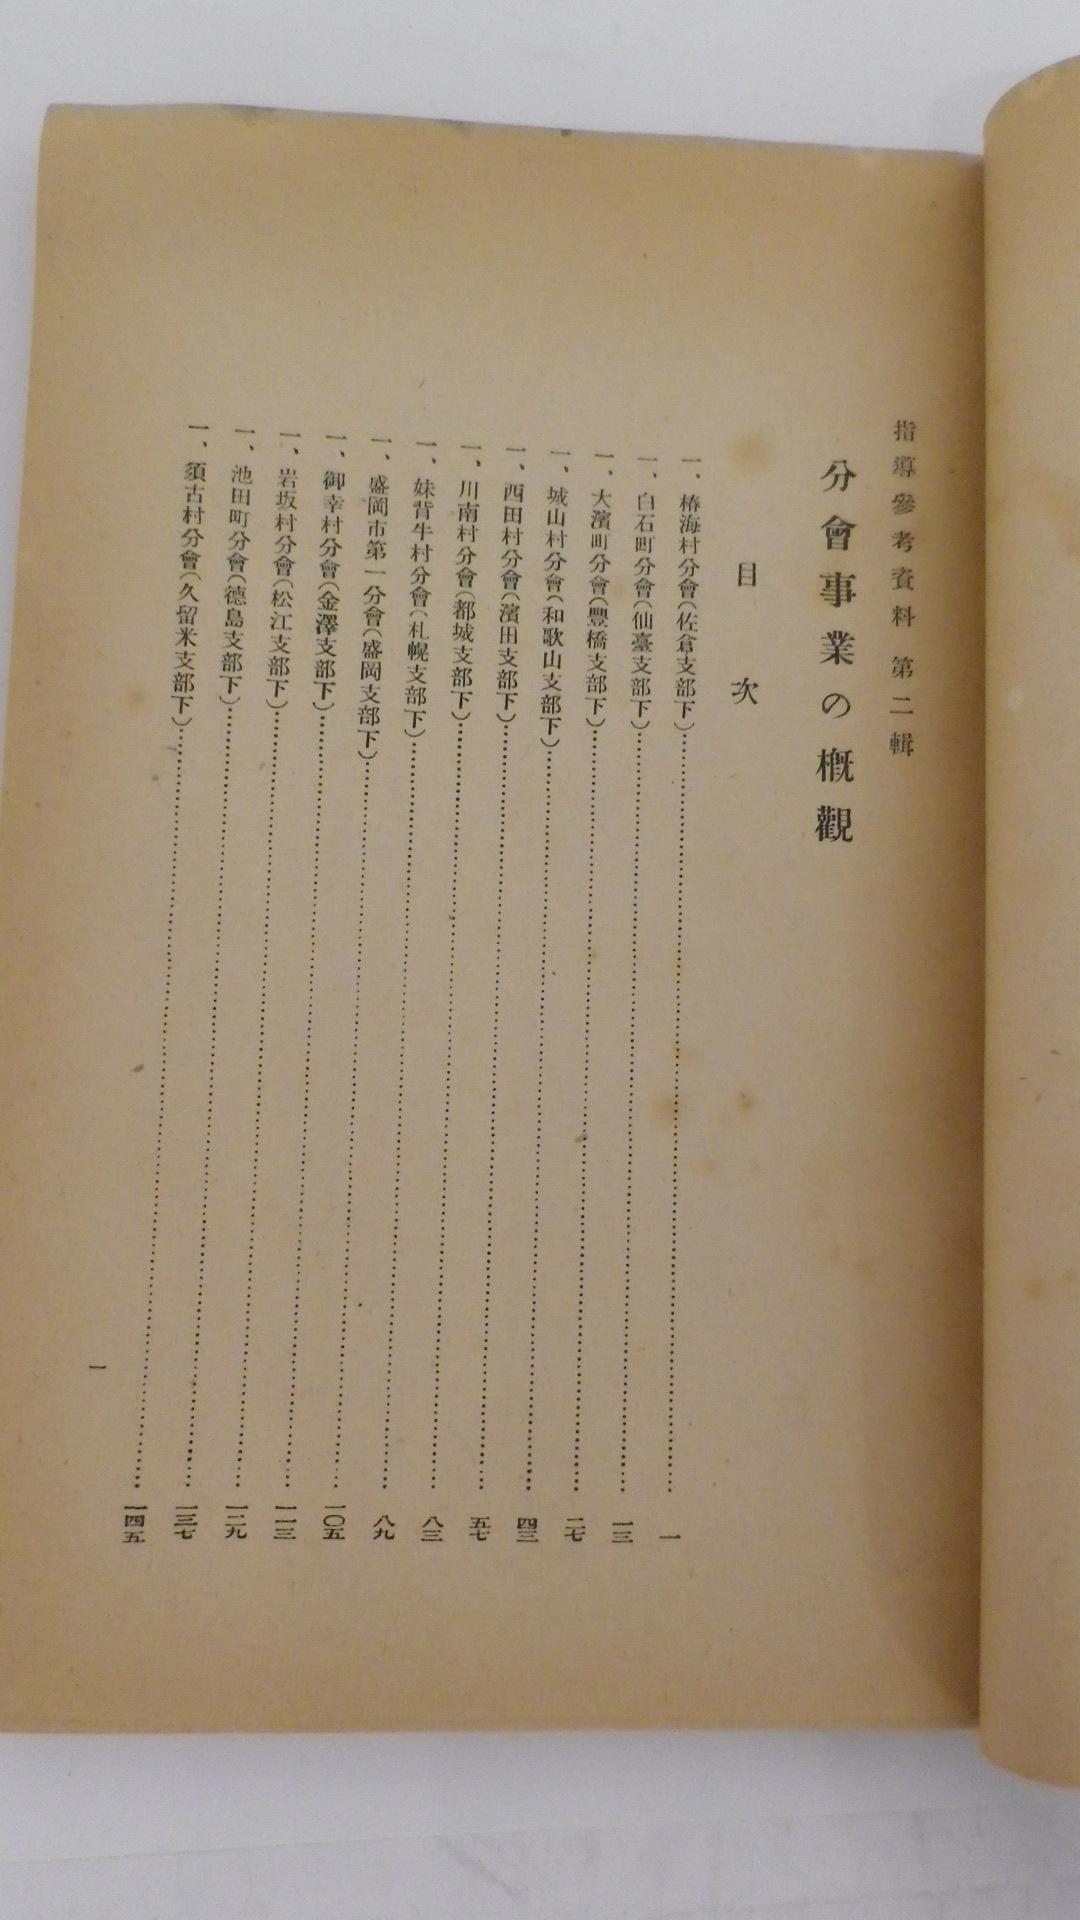 指導參考資料 第二輯
分會事業の概觀
目次
一、椿海村分會(佐倉支部下)……一
一、白石町分會(仙臺支部下)……一三
一、大濱町分會(豐橋支部下)……二七
一、城山村分會(和歌山支部下)……四三
一、西田村分會(濱田支部下)……五七
一、川南村分會(都城支部下)……八三
一、妹背牛村分會(札幌支部下)……八九
一、盛岡市第一分會(盛岡支部下)……一〇五
一、御幸村分會(金澤支部下)……一一三
一、岩坂村分會(松江支部下)……一二九
一、池田町分會(德島支部下)……一三七
一、須古村分會(久留米支部下)……一四五
一